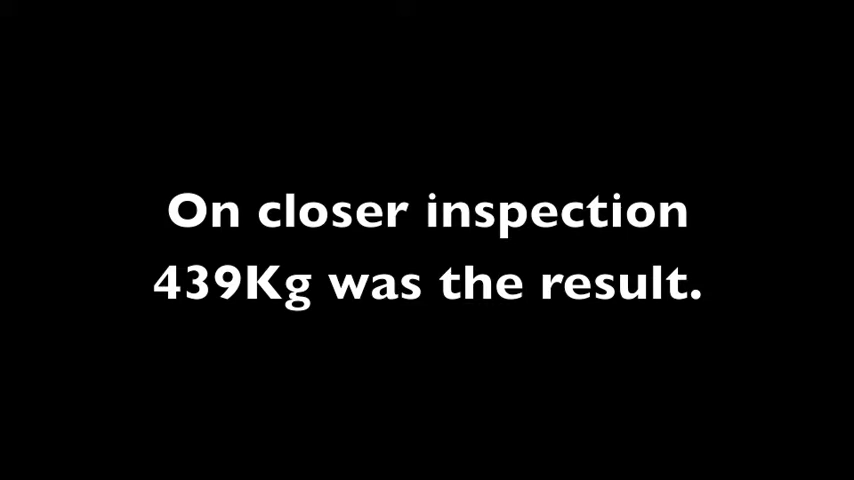 On closer inspection
439Kg was the result.